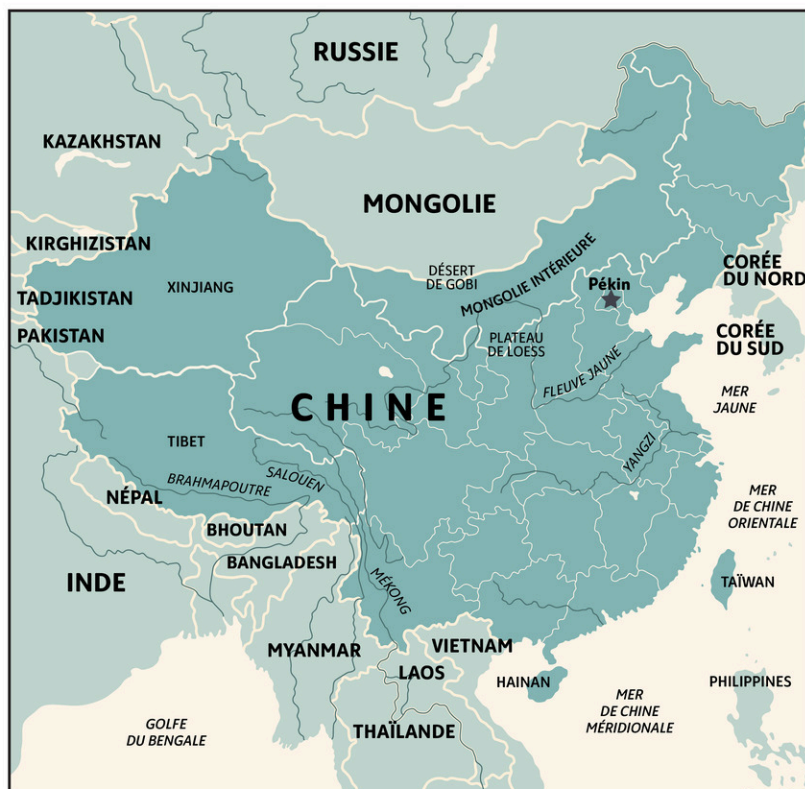 RUSSIE
KAZAKHSTAN
MONGOLIE
KIRGHIZISTAN
XINJIANG
DÉSERT
DE GOBI
MONGOLIE INTÉRIEURE
Pékin
CORÉE
DU NORD
TADJIKISTAN
PAKISTAN
PLATEAU
DE LOESS
CORÉE
DU SUD
FLEUVE JAUNE
MER
JAUNE
CHINE
TIBET
SALOUEN
BRAHMAPOUTRE
YANGZI
NÉPAL
MER
DE CHINE
ORIENTALE
BHOUTAN
BANGLADESH
INDE
MÉKONG
TAÏWAN
MYANMAR
VIETNAM
LAOS
HAINAN
PHILIPPINES
MER
DE CHINE
MÉRIDIONALE
GOLFE
DU BENGALE
THAÏLANDE